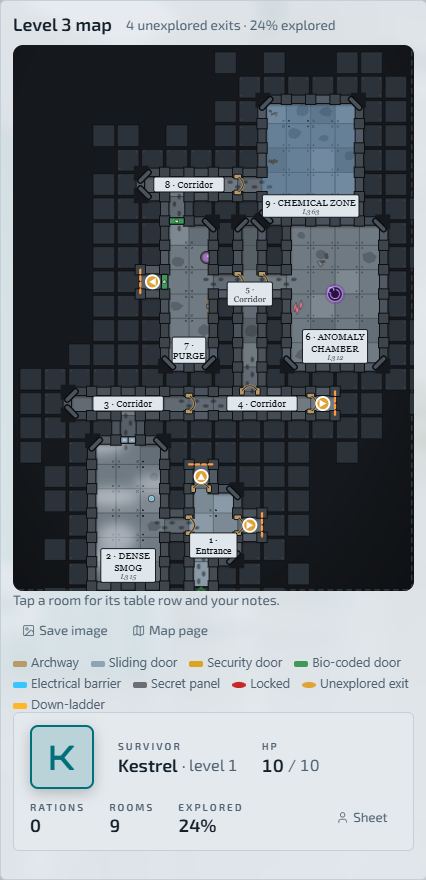 Level 3 map 4 unexplored exits · 24% explored
8 · Corridor
9 · CHEMICAL ZONE
L3 63
5 ·
Corridor
6 · ANOMALY
CHAMBER
L3 12
7 ·
PURGE
3 · Corridor
4 · Corridor
1 ·
Entrance
2 · DENSE
SMOG
L3 15
Tap a room for its table row and your notes.
Save image Map page
Archway Sliding door Security door Bio-coded door
Electrical barrier Secret panel Locked Unexplored exit
Down-ladder
K
SURVIVOR HP
Kestrel · level 1 10 / 10
RATIONS ROOMS EXPLORED
0 9 24%
Sheet